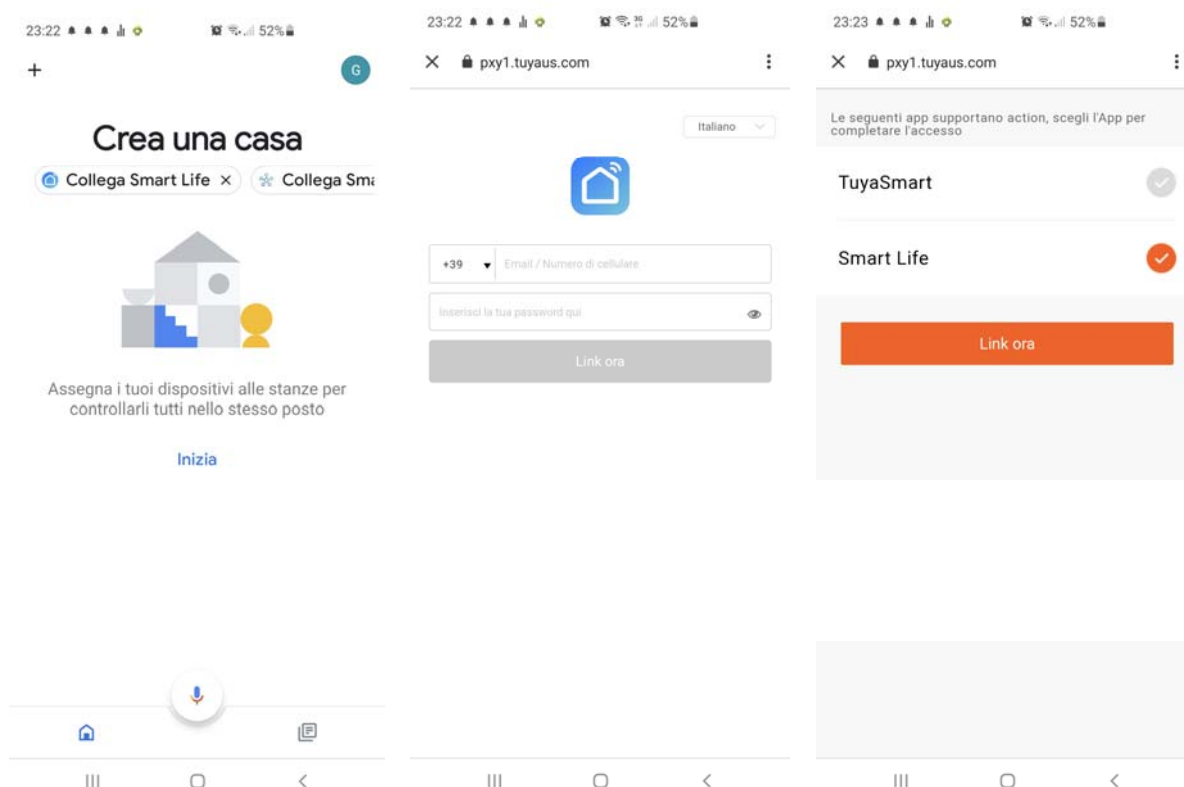 23:22
52%
G
Crea una casa
Collega Smart Life ×
Collega Sma
Assegna i tuoi dispositivi alle stanze per
controllarli tutti nello stesso posto
Inizia
23:22
3G
52%
pxy1.tuyaus.com
Italiano
+39
Email / Numero di cellulare
Inserisci la tua password qui
Link ora
23:23
52%
pxy1.tuyaus.com
Le seguenti app supportano action, scegli l'App per
completare l'accesso
TuyaSmart
Smart Life
Link ora